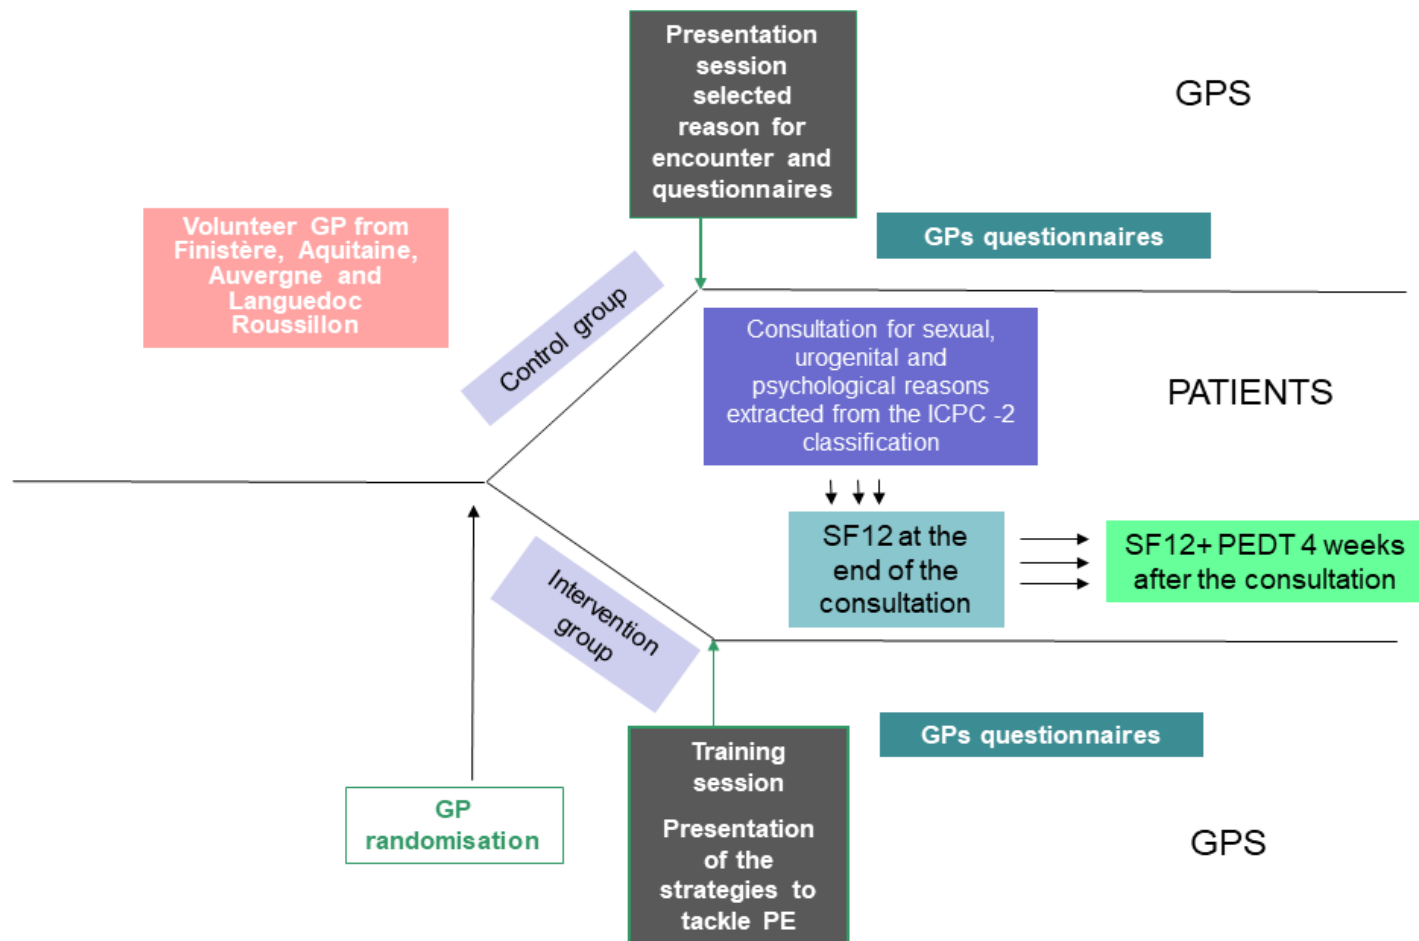 Presentation
session
selected
reason for
encounter and
questionnaires
GPS
Volunteer GP from
Finistère, Aquitaine,
Auvergne and
Languedoc
Roussillon
GPs questionnaires
Control group
Consultation for sexual,
urogenital and
psychological reasons
extracted from the ICPC -2
classification
PATIENTS
SF12 at the
end of the
consultation
SF12+ PEDT 4 weeks
after the consultation
Intervention
group
GPs questionnaires
Training
session
Presentation
of the
strategies to
tackle PE
GP
randomisation
GPS